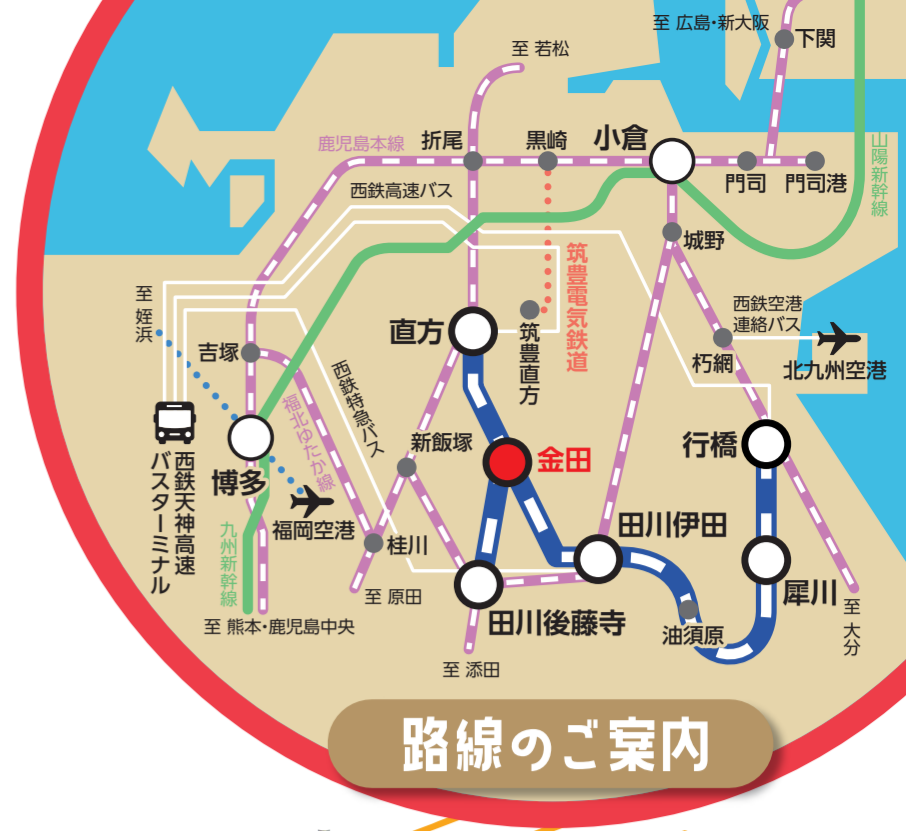 至 広島・新大阪
下関
至 若松
鹿児島本線
折尾
黒崎
小倉
門司
門司港
山陽新幹線
西鉄高速バス
城野
筑豊電気鉄道
至 姪浜
西鉄空港
連絡バス
吉塚
直方
筑豊直方
朽網
北九州空港
西鉄特急バス
福北ゆたか線
新飯塚
金田
行橋
西鉄天神高速
バスターミナル
博多
福岡空港
九州新幹線
桂川
田川伊田
至 原田
犀川
至 大分
至 熊本・鹿児島中央
田川後藤寺
油須原
至 添田
路線のご案内